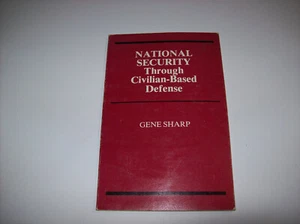 NATIONAL
SECURITY
Through
Civilian-Based
Defense
GENE SHARP